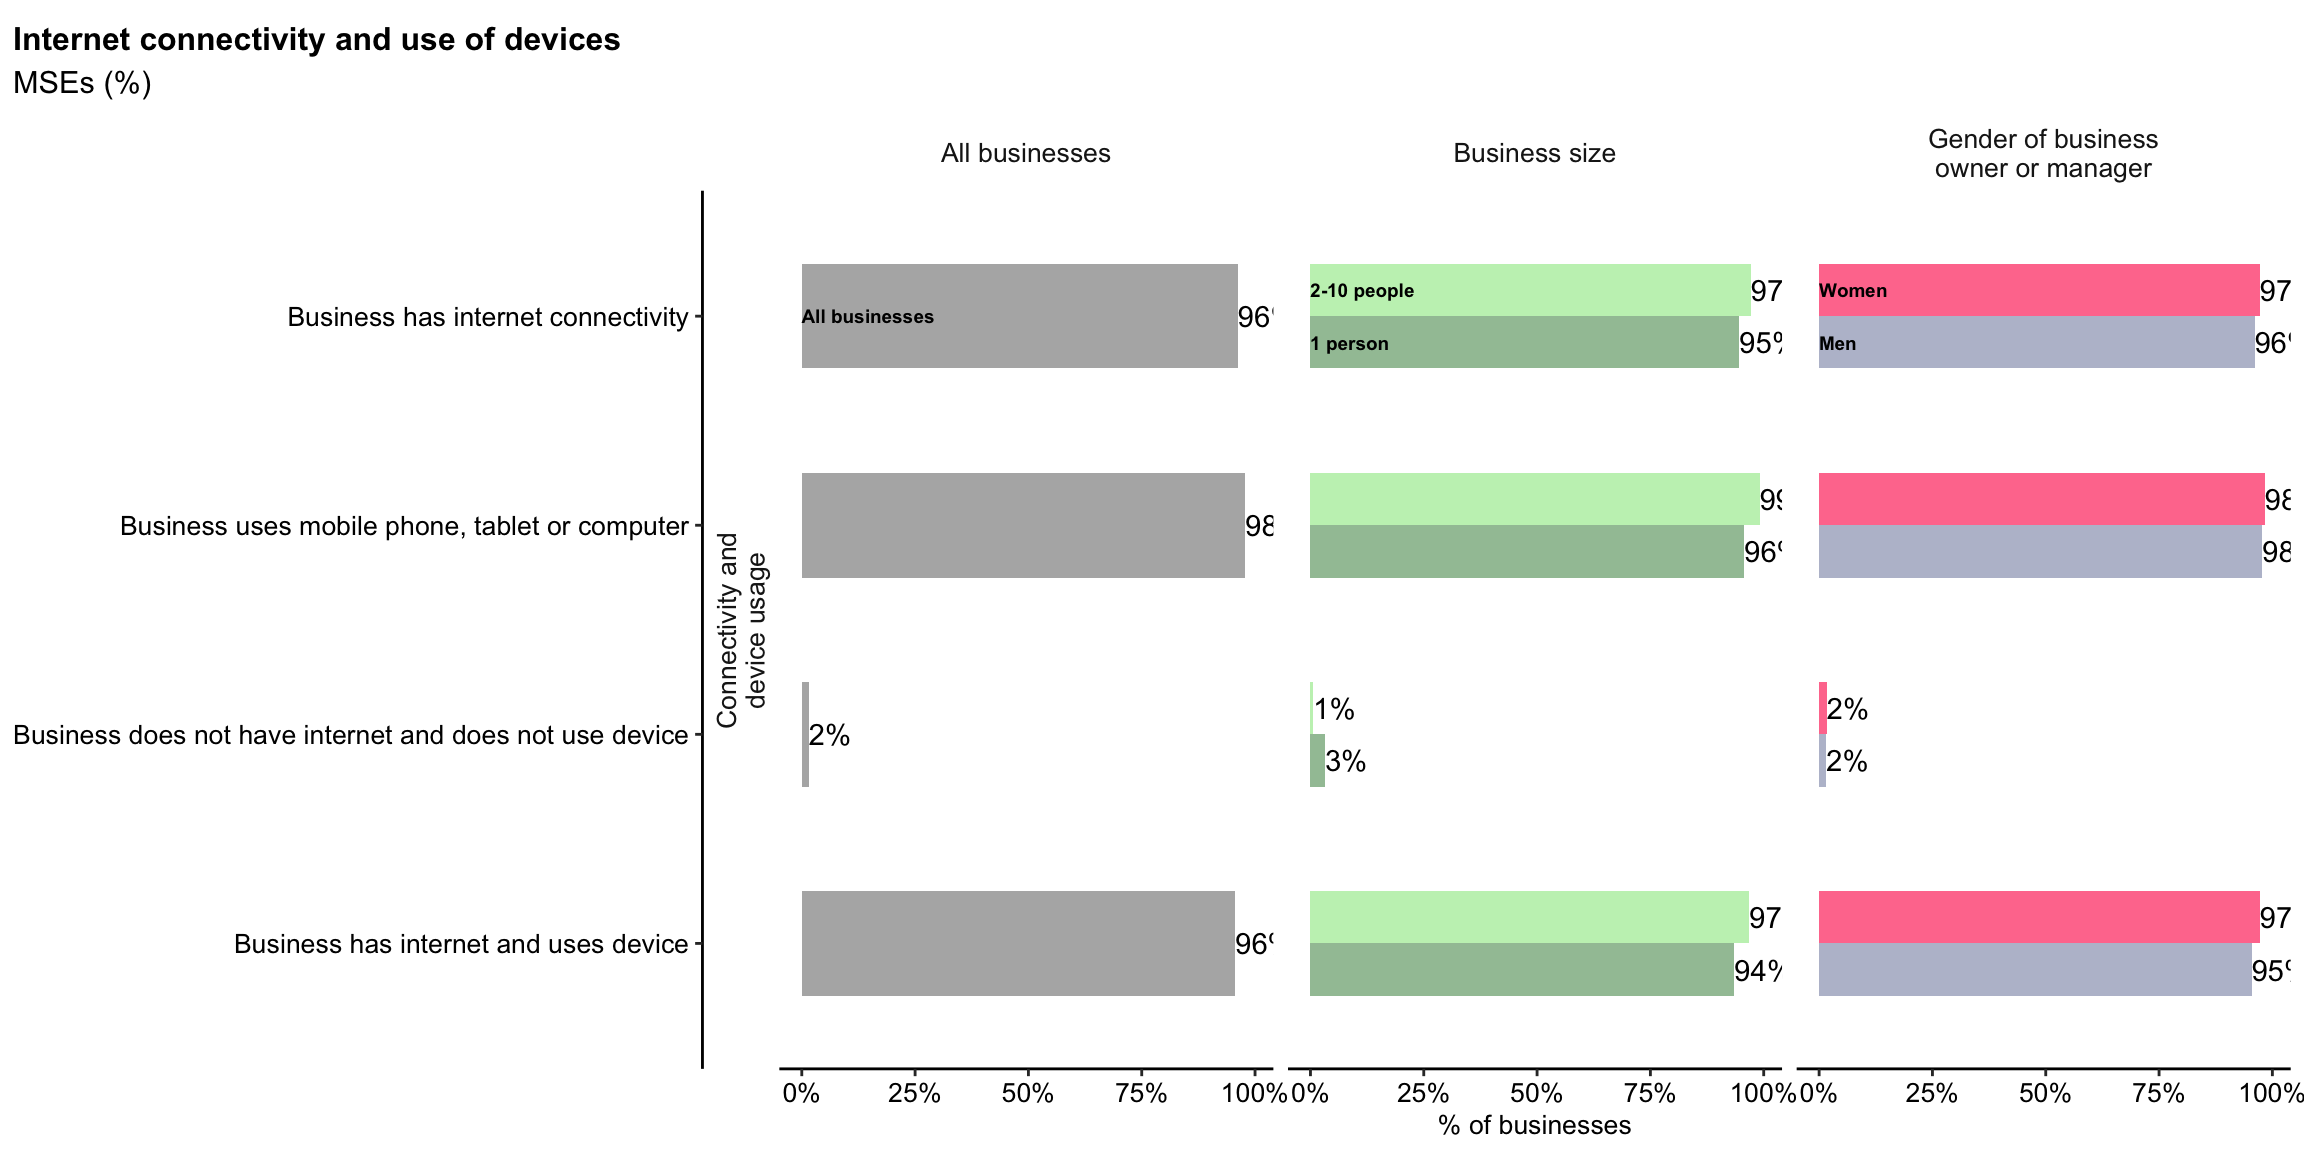 Internet connectivity and use of devices
MSEs (%)
All businesses
Business size
Gender of business
owner or manager
Connectivity and
device usage
Business has internet connectivity
All businesses
96%
2-10 people
97
1 person
95%
Women
97
Men
96%
Business uses mobile phone, tablet or computer
98
99
96%
98
98
Business does not have internet and does not use device
2%
1%
3%
2%
2%
Business has internet and uses device
96%
97
94%
97
95%
0% 25% 50% 75% 100% 0% 25% 50% 75% 100% 0% 25% 50% 75% 100%
% of businesses